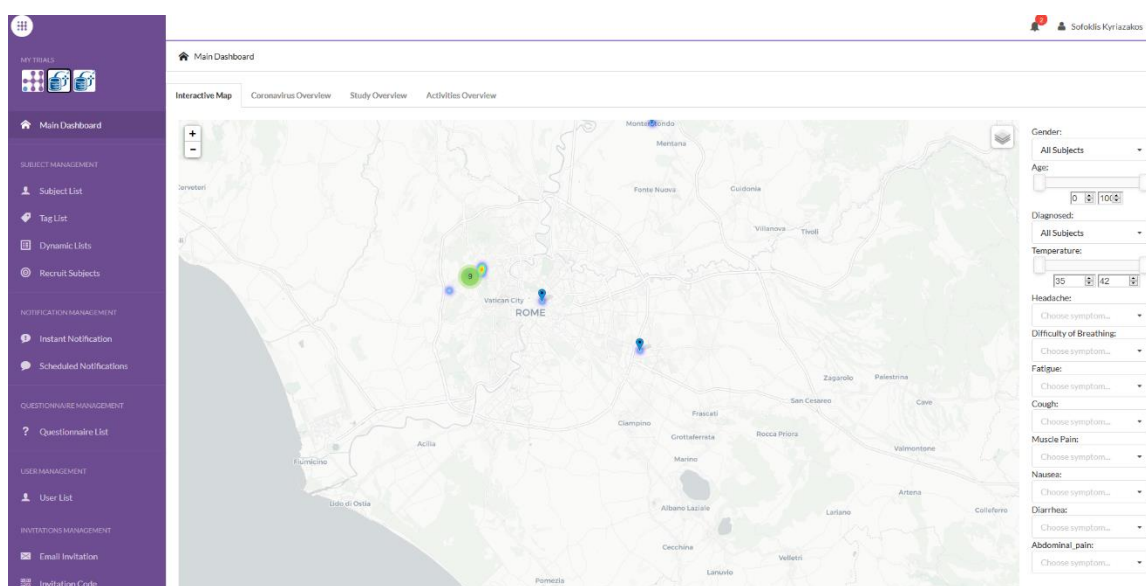 2
Sofoklis Kyriazakos
MY TRIALS
Main Dashboard
Interactive Map
Coronavirus Overview
Study Overview
Activities Overview
Main Dashboard
SUBJECT MANAGEMENT
Subject List
Tag List
Dynamic Lists
Recruit Subjects
NOTIFICATION MANAGEMENT
Instant Notification
Scheduled Notifications
QUESTIONNAIRE MANAGEMENT
Questionnaire List
USER MANAGEMENT
User List
INVITATIONS MANAGEMENT
Email Invitation
Invitation Code
+
-
Mentana
Cerveteri
Fonte Nuova
Guidonia
Villanova
Tivoli
9
Vatican City
ROME
Zagarolo
Palestrina
San Cesareo
Cave
Frascati
Ciampino
Grottaferrata
Rocca Priora
Acilia
Valmontone
Fiumicino
Marino
Artena
Lido di Ostia
Albano Laziale
Lariano
Colleferro
Cecchina
Velletri
Lanuvio
Pomezia
Gender:
All Subjects
Age:
0 100
Diagnosed:
All Subjects
Temperature:
35 42
Headache:
Choose symptom...
Difficulty of Breathing:
Choose symptom...
Fatigue:
Choose symptom...
Cough:
Choose symptom...
Muscle Pain:
Choose symptom...
Nausea:
Choose symptom...
Diarrhea:
Choose symptom...
Abdominal_pain:
Choose symptom...